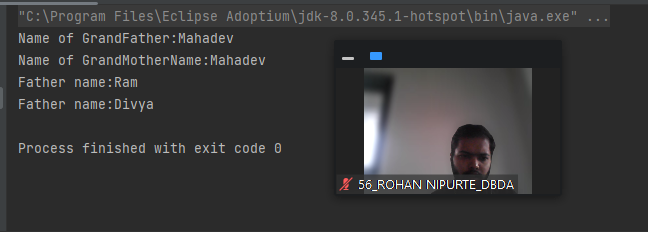 "C:\Program Files\Eclipse Adoptium\jdk-8.0.345.1-hotspot\bin\java.exe" ...
Name of GrandFather:Mahadev
Name of GrandMotherName:Mahadev
Father name:Ram
Father name:Divya
Process finished with exit code 0
56_ROHAN NIPURTE_DBDA